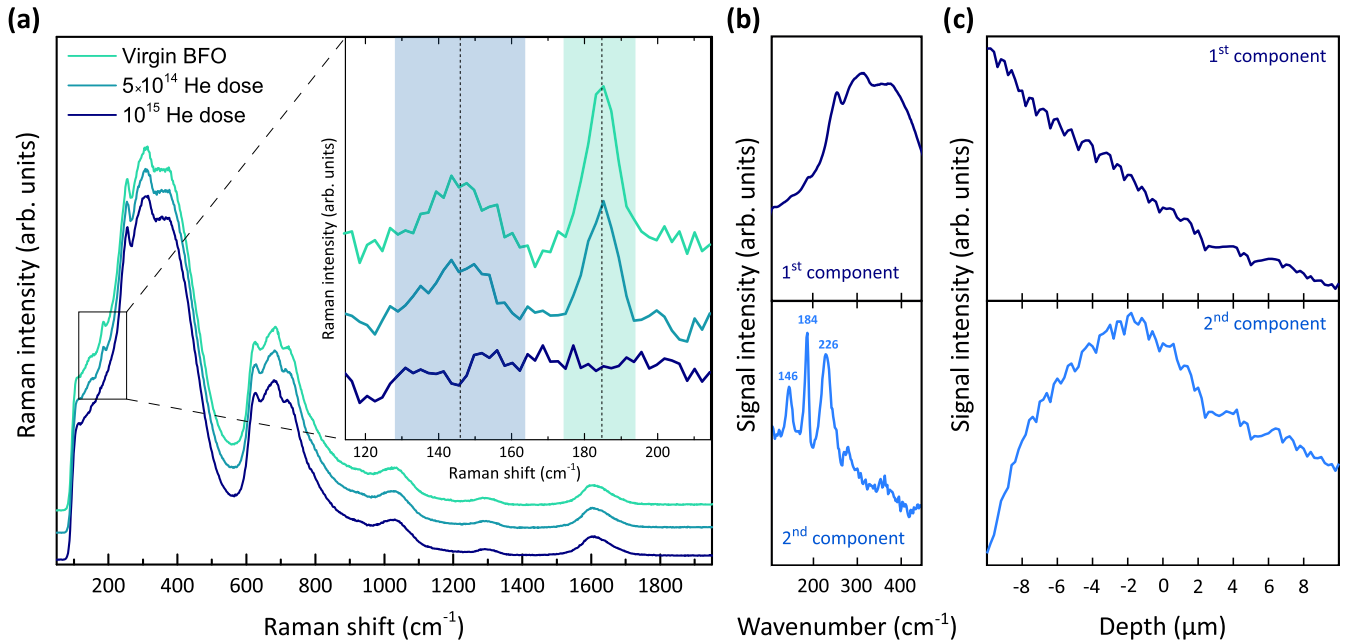 (a)
Virgin BFO
5×10¹⁴ He dose
10¹⁵ He dose
Raman intensity (arb. units)
200 400 600 800 1000 1200 1400 1600 1800
Raman shift (cm⁻¹)
Raman intensity (arb. units)
120 140 160 180 200
Raman shift (cm⁻¹)
(b)
Signal intensity (arb. units)
1ˢᵗ component
146
184
226
2ⁿᵈ component
200 300 400
Wavenumber (cm⁻¹)
(c)
Signal intensity (arb. units)
1ˢᵗ component
2ⁿᵈ component
-8 -6 -4 -2 0 2 4 6 8
Depth (μm)